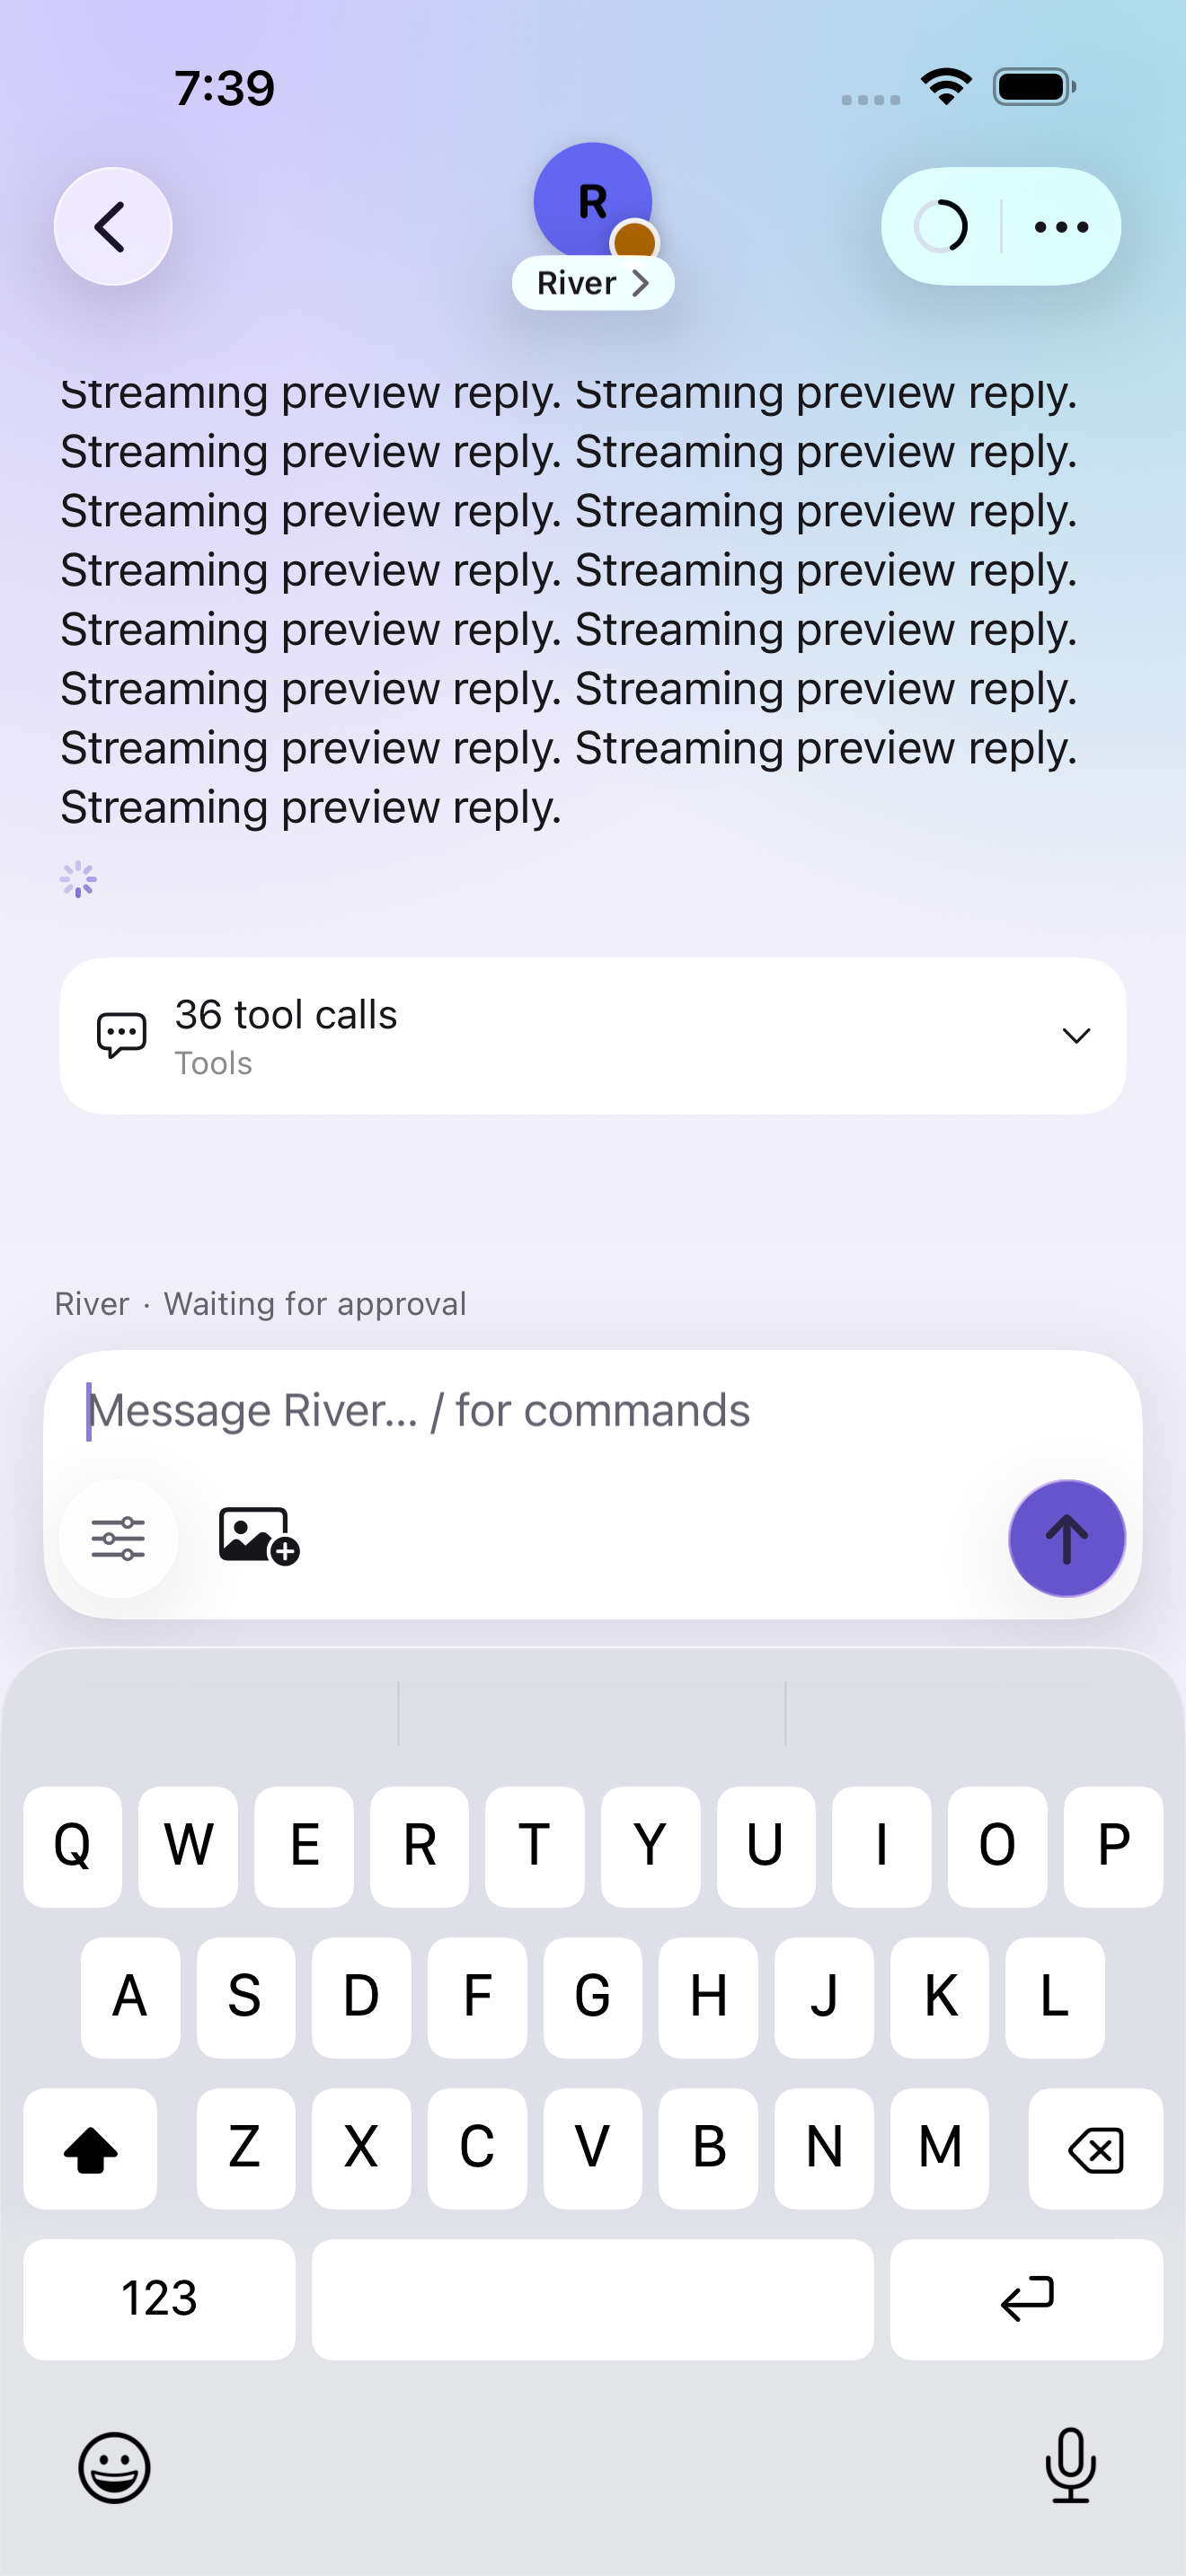 7:39
R
River
Streaming preview reply. Streaming preview reply.
Streaming preview reply. Streaming preview reply.
Streaming preview reply. Streaming preview reply.
Streaming preview reply. Streaming preview reply.
Streaming preview reply. Streaming preview reply.
Streaming preview reply. Streaming preview reply.
Streaming preview reply. Streaming preview reply.
Streaming preview reply.
36 tool calls
Tools
River · Waiting for approval
Message River... / for commands
Q W E R T Y U I O P
A S D F G H J K L
Z X C V B N M
123